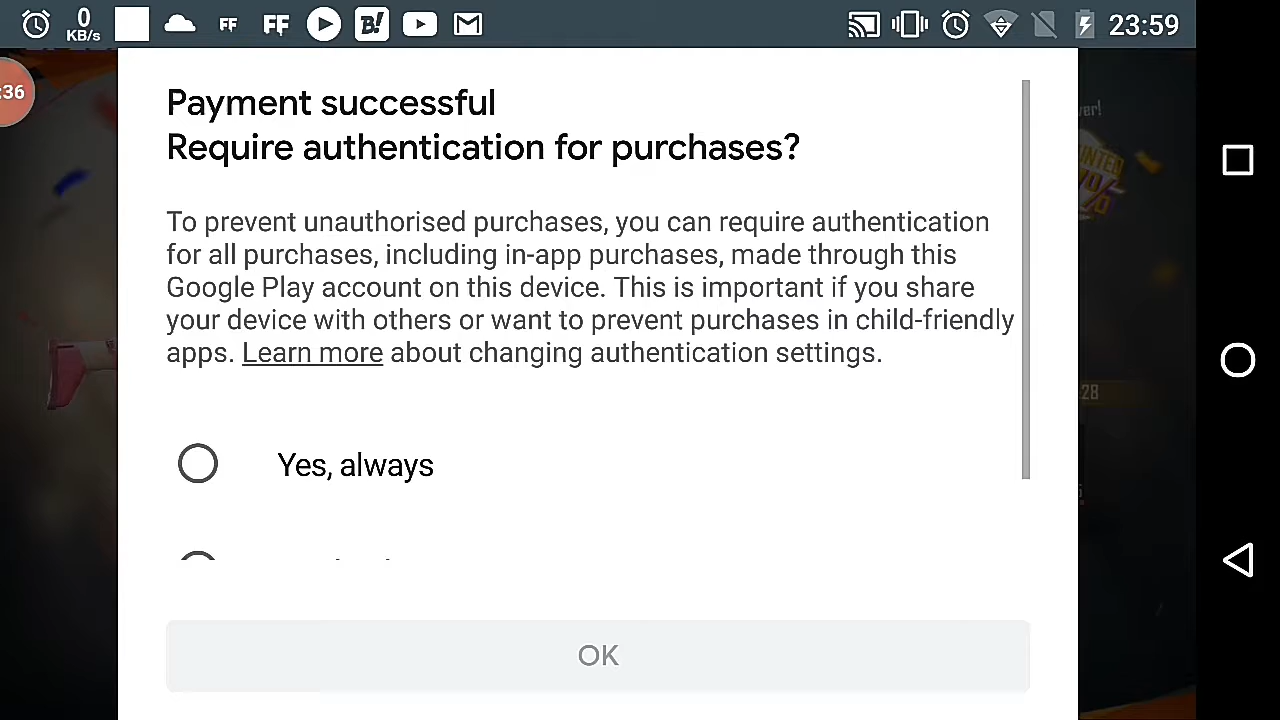 0
KB/s
FF
FF
B!
23:59
:36
Payment successful
Require authentication for purchases?
To prevent unauthorised purchases, you can require authentication
for all purchases, including in-app purchases, made through this
Google Play account on this device. This is important if you share
your device with others or want to prevent purchases in child-friendly
apps. Learn more about changing authentication settings.
Yes, always
OK
ver!
28